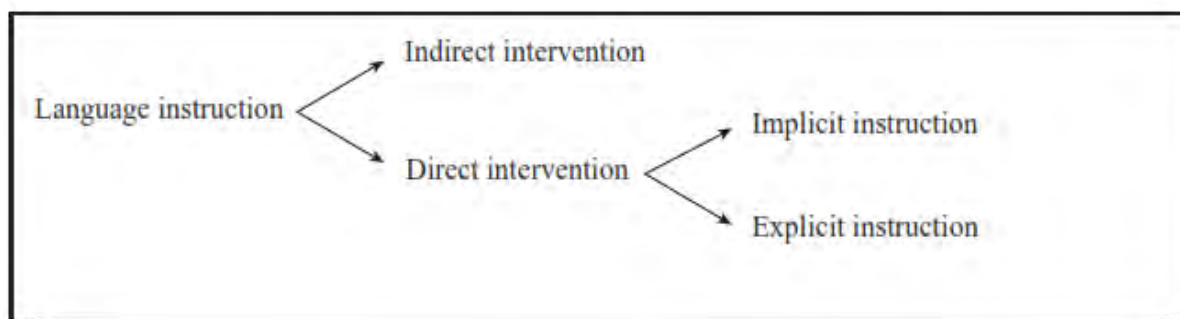 Indirect intervention
Language instruction
Implicit instruction
Direct intervention
Explicit instruction